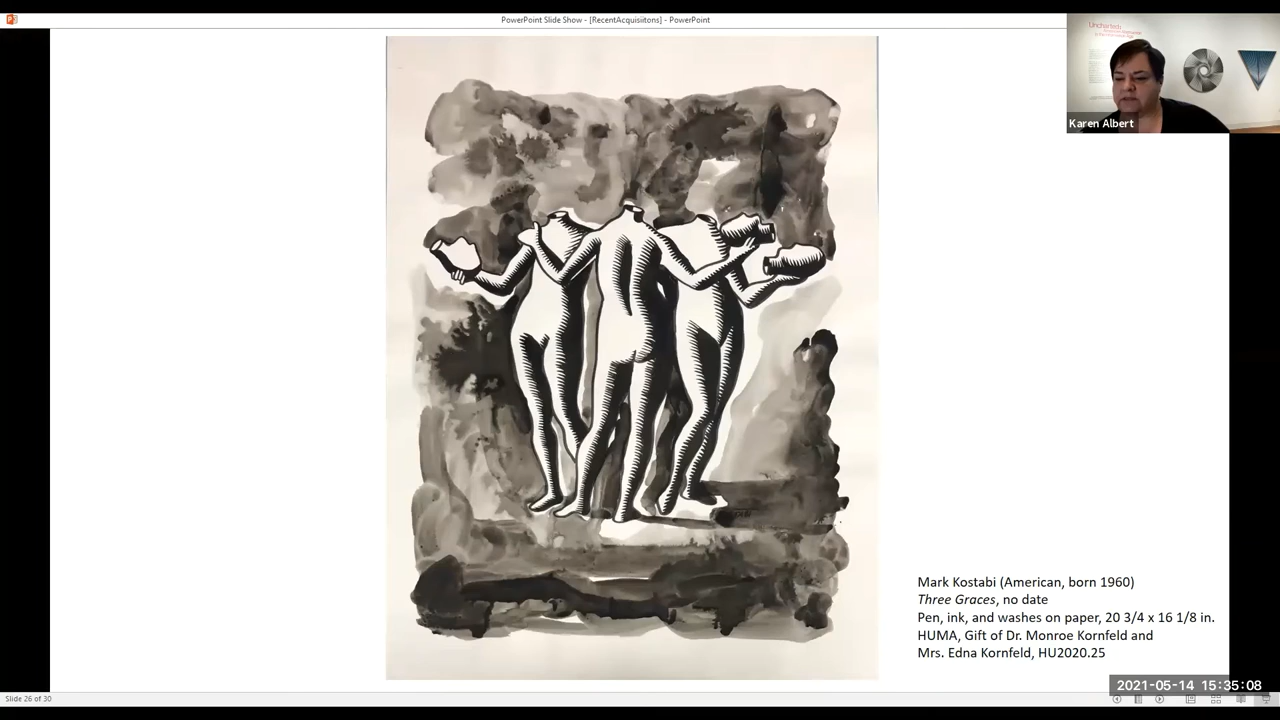 PowerPoint Slide Show - [RecentAcquisiitons] - PowerPoint
Uncharted:
Karen Albert
Mark Kostabi (American, born 1960)
Three Graces, no date
Pen, ink, and washes on paper, 20 3/4 x 16 1/8 in.
HUMA, Gift of Dr. Monroe Kornfeld and
Mrs. Edna Kornfeld, HU2020.25
2021-05-14 15:35:08
Slide 26 of 30